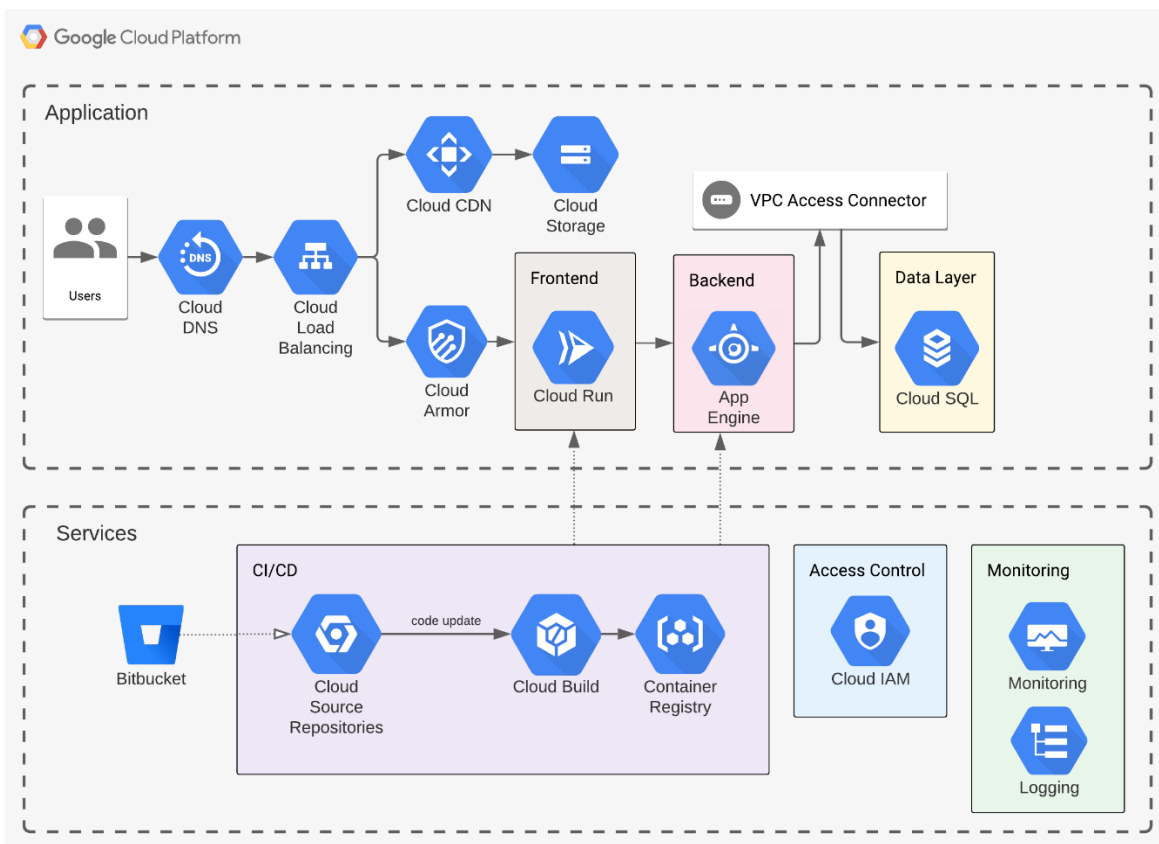 Google Cloud Platform
Application
Users
Cloud
DNS
DNS
Cloud
Load
Balancing
Cloud CDN
Cloud
Storage
Cloud
Armor
Frontend
Cloud Run
Backend
App
Engine
VPC Access Connector
Data Layer
Cloud SQL
Services
Bitbucket
CI/CD
Cloud
Source
Repositories
code update
Cloud Build
Container
Registry
Access Control
Cloud IAM
Monitoring
Monitoring
Logging